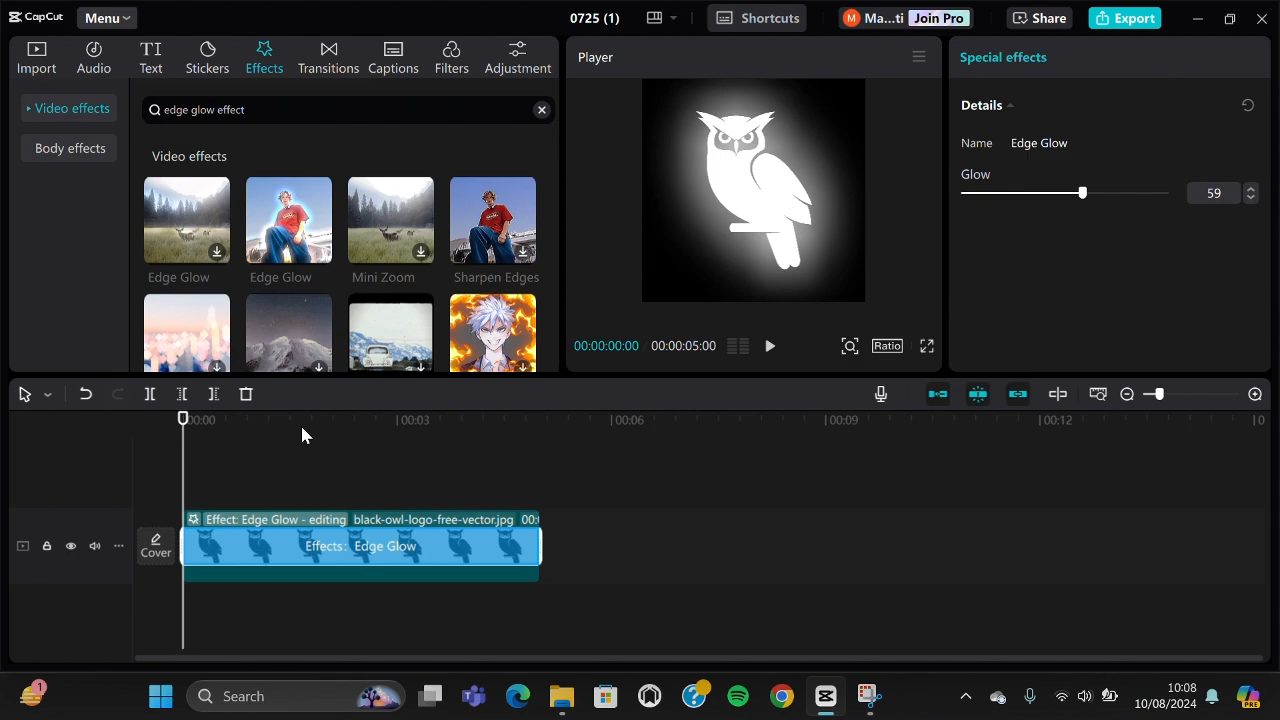 CapCut Menu 0725 (1) Shortcuts M Ma...ti Join Pro Share Export
Import Audio Text Sticker Effects Transitions Captions Filters Adjustment
Video effects
Body effects
edge glow effect
Video effects
Edge Glow Edge Glow Mini Zoom Sharpen Edges
Player
00:00:00:00 00:00:05:00 Ratio
Special effects
Details
Name Edge Glow
Glow
59
00:00 00:03 00:06 00:09 00:12 0
Effect: Edge Glow - editing black-owl-logo-free-vector.jpg 00:
Cover
Effects: Edge Glow
1
Search
PRE
10:08
10/08/2024